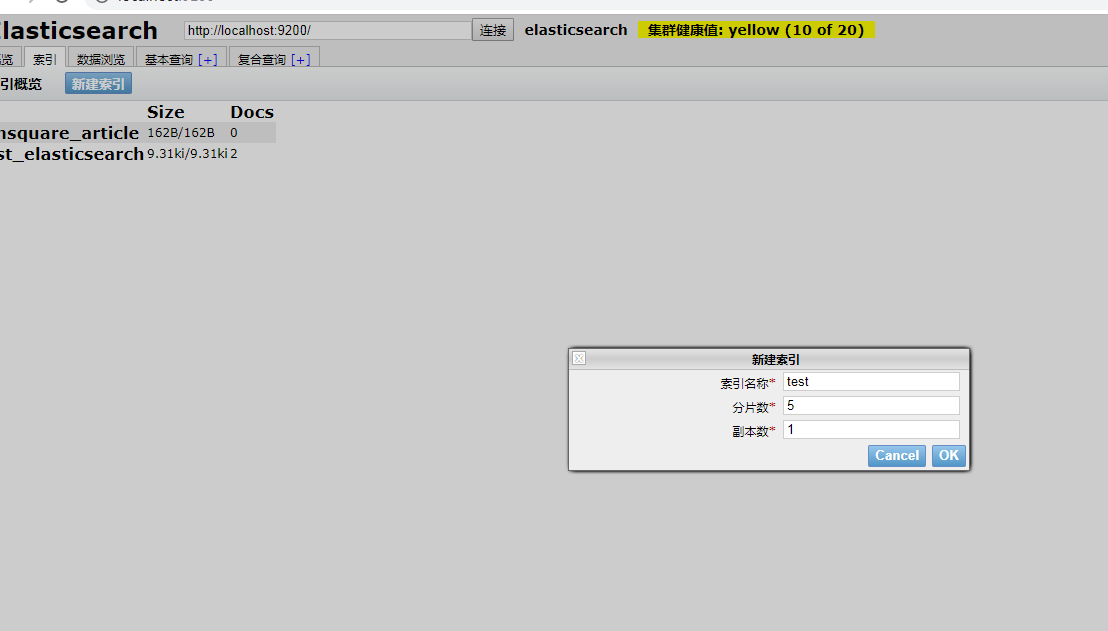 Elasticsearch http://localhost:9200/ 连接 elasticsearch 集群健康值: yellow (10 of 20)
览 索引 数据浏览 基本查询 [+] 复合查询 [+]
引概览 新建索引
Size Docs
nsquare_article 162B/162B 0
st_elasticsearch 9.31ki/9.31ki 2
新建索引
索引名称* test
分片数* 5
副本数* 1
Cancel OK